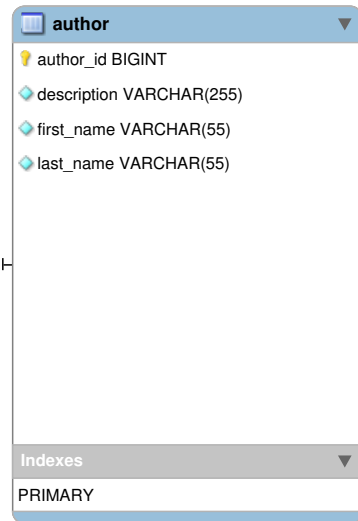 author
author_id BIGINT
description VARCHAR(255)
first_name VARCHAR(55)
last_name VARCHAR(55)
Indexes
PRIMARY